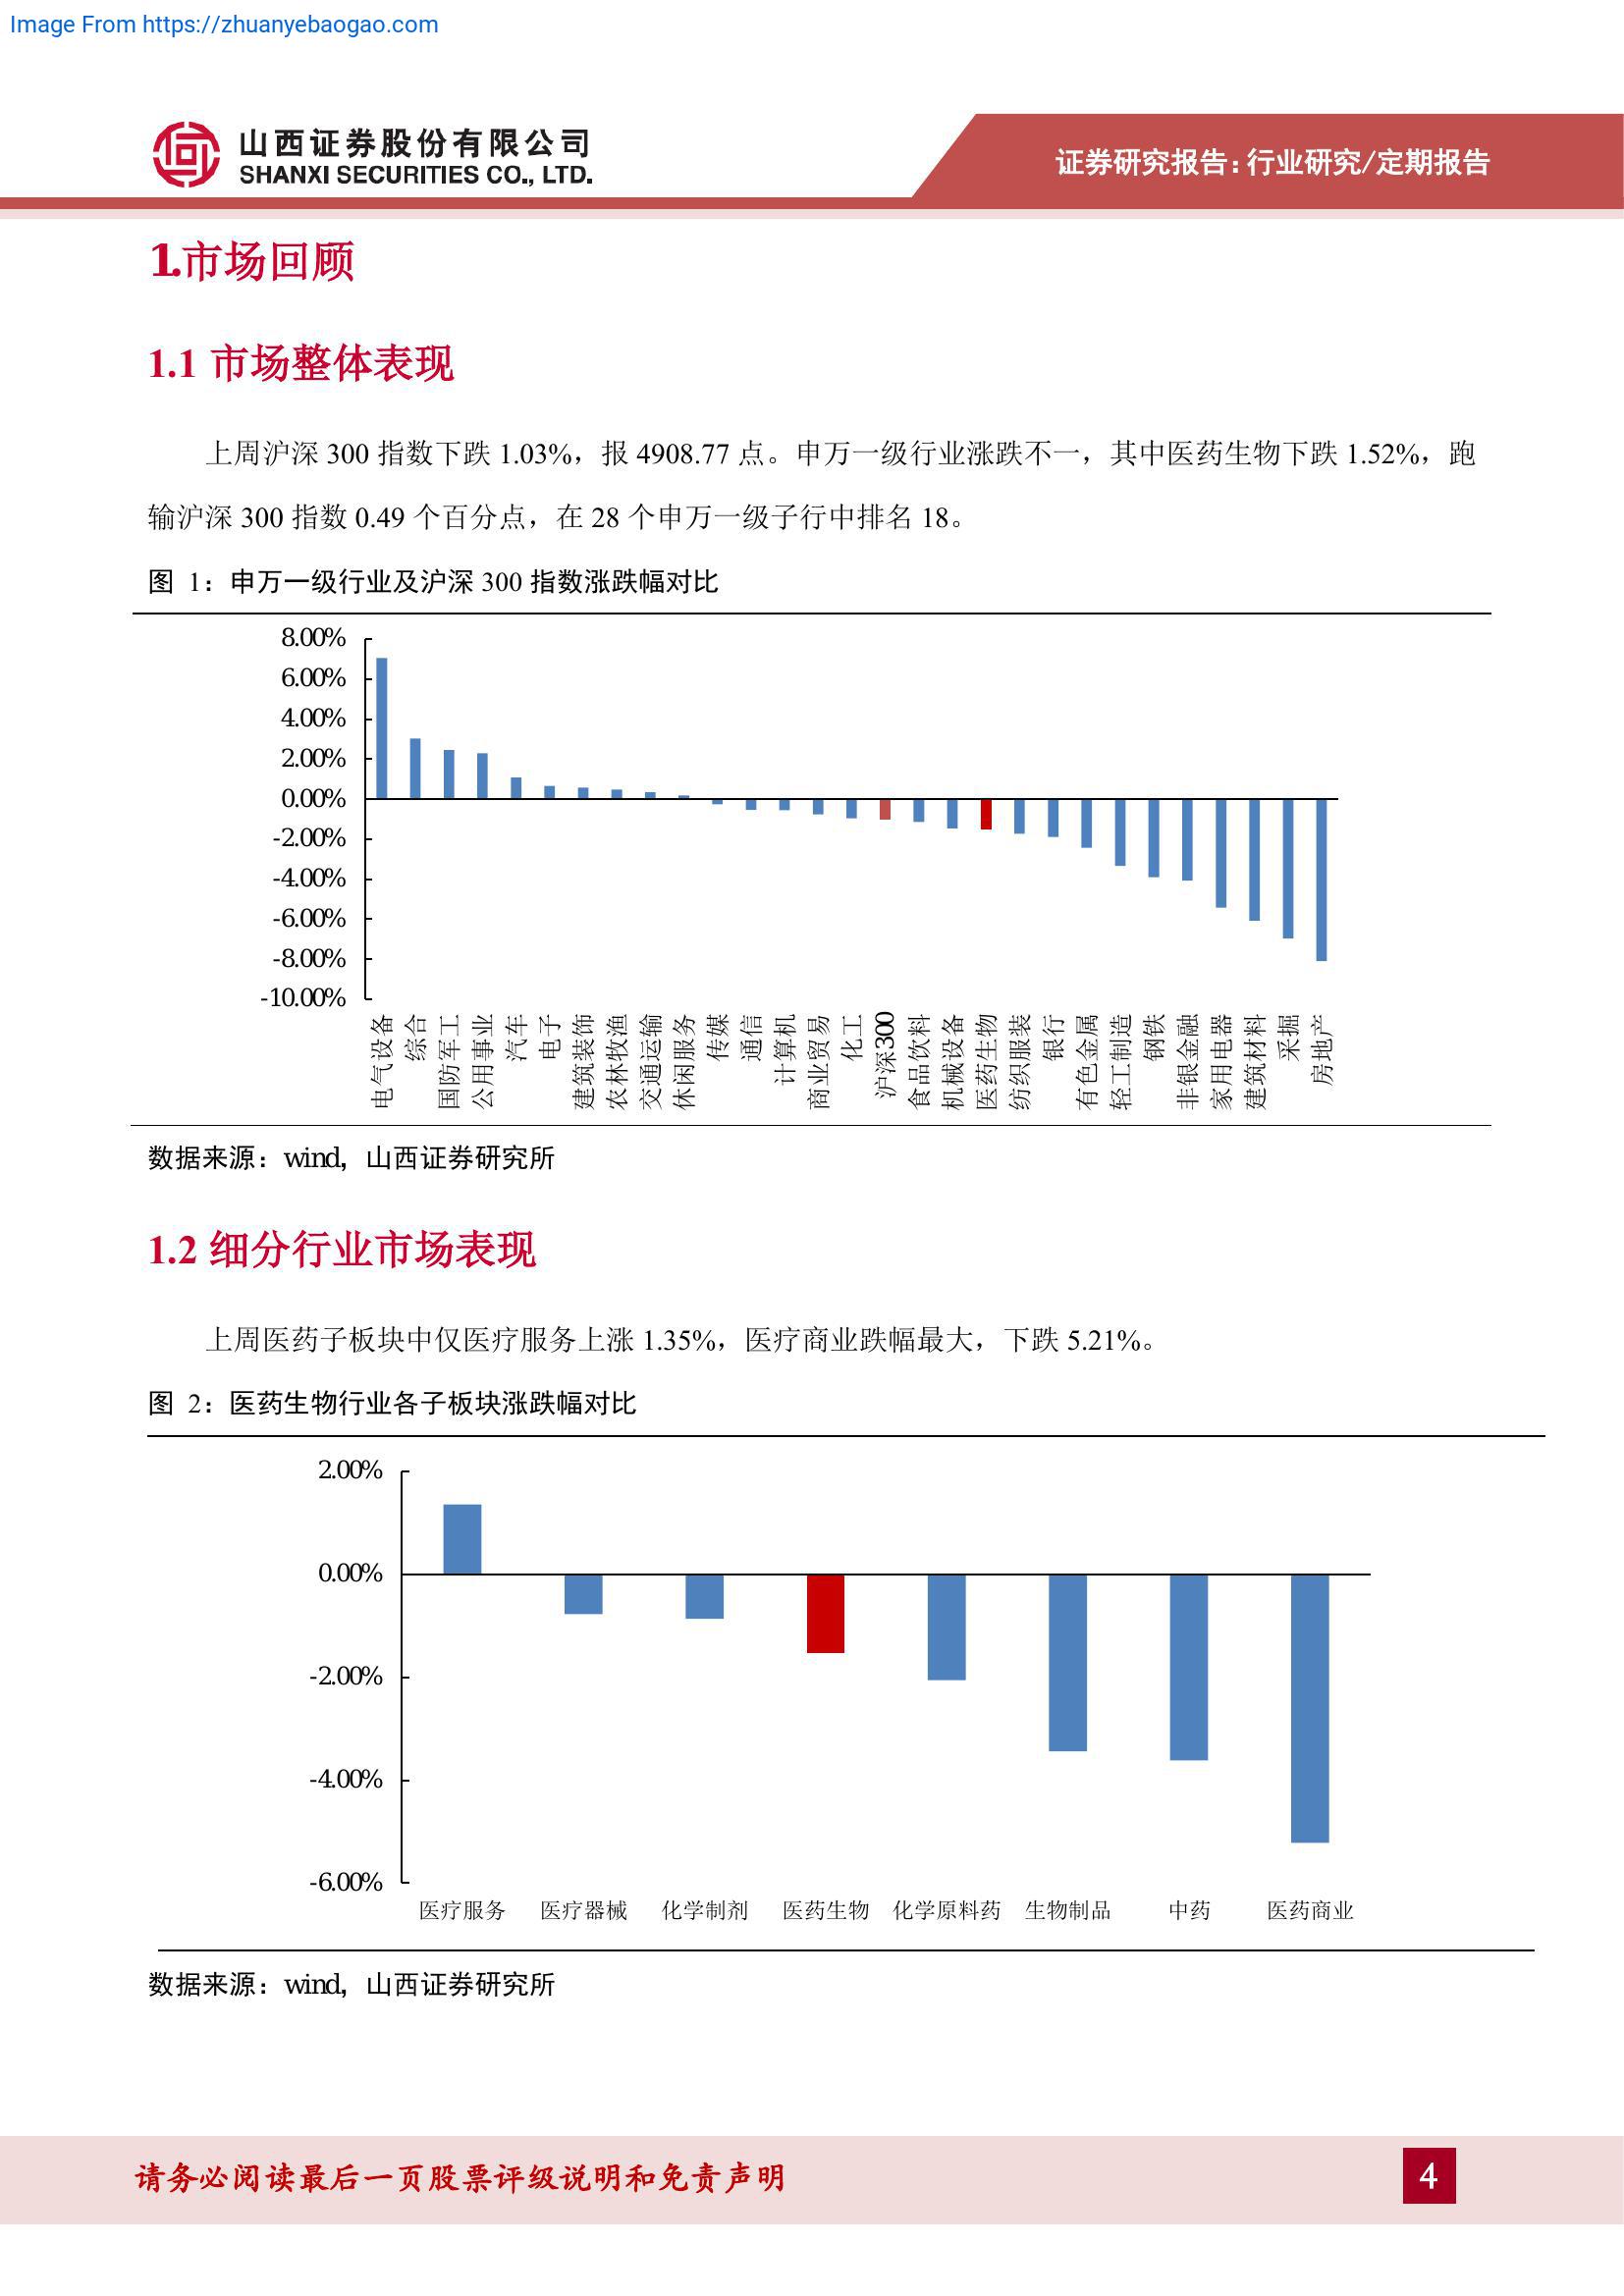 Image From https://zhuanyebaogao.com
山西证券股份有限公司
SHANXI SECURITIES CO., LTD.
证券研究报告:行业研究/定期报告
1.市场回顾
1.1 市场整体表现
上周沪深 300 指数下跌 1.03%，报 4908.77 点。申万一级行业涨跌不一，其中医药生物下跌 1.52%，跑
输沪深 300 指数 0.49 个百分点，在 28 个申万一级子行中排名 18。
图 1：申万一级行业及沪深 300 指数涨跌幅对比
8.00%
6.00%
4.00%
2.00%
0.00%
-2.00%
-4.00%
-6.00%
-8.00%
-10.00%
电气设备
综合
国防军工
公用事业
汽车
电子
建筑装饰
农林牧渔
交通运输
休闲服务
传媒
通信
计算机
商业贸易
化工
沪深300
食品饮料
机械设备
医药生物
纺织服装
银行
有色金属
轻工制造
钢铁
非银金融
家用电器
建筑材料
采掘
房地产
数据来源：wind，山西证券研究所
1.2 细分行业市场表现
上周医药子板块中仅医疗服务上涨 1.35%，医疗商业跌幅最大，下跌 5.21%。
图 2：医药生物行业各子板块涨跌幅对比
2.00%
0.00%
-2.00%
-4.00%
-6.00%
医疗服务 医疗器械 化学制剂 医药生物 化学原料药 生物制品 中药 医药商业
数据来源：wind，山西证券研究所
请务必阅读最后一页股票评级说明和免责声明
4